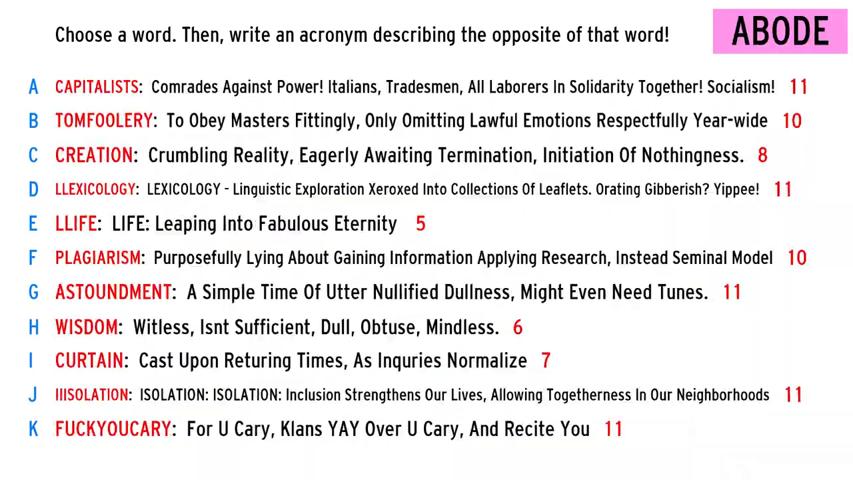 Choose a word. Then, write an acronym describing the opposite of that word!
ABODE
A CAPITALISTS: Comrades Against Power! Italians, Tradesmen, All Laborers In Solidarity Together! Socialism! 11
B TOMFOOLERY: To Obey Masters Fittingly, Only Omitting Lawful Emotions Respectfully Year-wide 10
C CREATION: Crumbling Reality, Eagerly Awaiting Termination, Initiation Of Nothingness. 8
D LLEXICOLOGY: LEXICOLOGY - Linguistic Exploration Xeroxed Into Collections Of Leaflets. Orating Gibberish? Yippee! 11
E LLIFE: LIFE: Leaping Into Fabulous Eternity 5
F PLAGIARISM: Purposefully Lying About Gaining Information Applying Research, Instead Seminal Model 10
G ASTOUNDMENT: A Simple Time Of Utter Nullified Dullness, Might Even Need Tunes. 11
H WISDOM: Witless, Isnt Sufficient, Dull, Obtuse, Mindless. 6
I CURTAIN: Cast Upon Returing Times, As Inquries Normalize 7
J IIISOLATION: ISOLATION: ISOLATION: Inclusion Strengthens Our Lives, Allowing Togetherness In Our Neighborhoods 11
K FUCKYOUCARY: For U Cary, Klans YAY Over U Cary, And Recite You 11